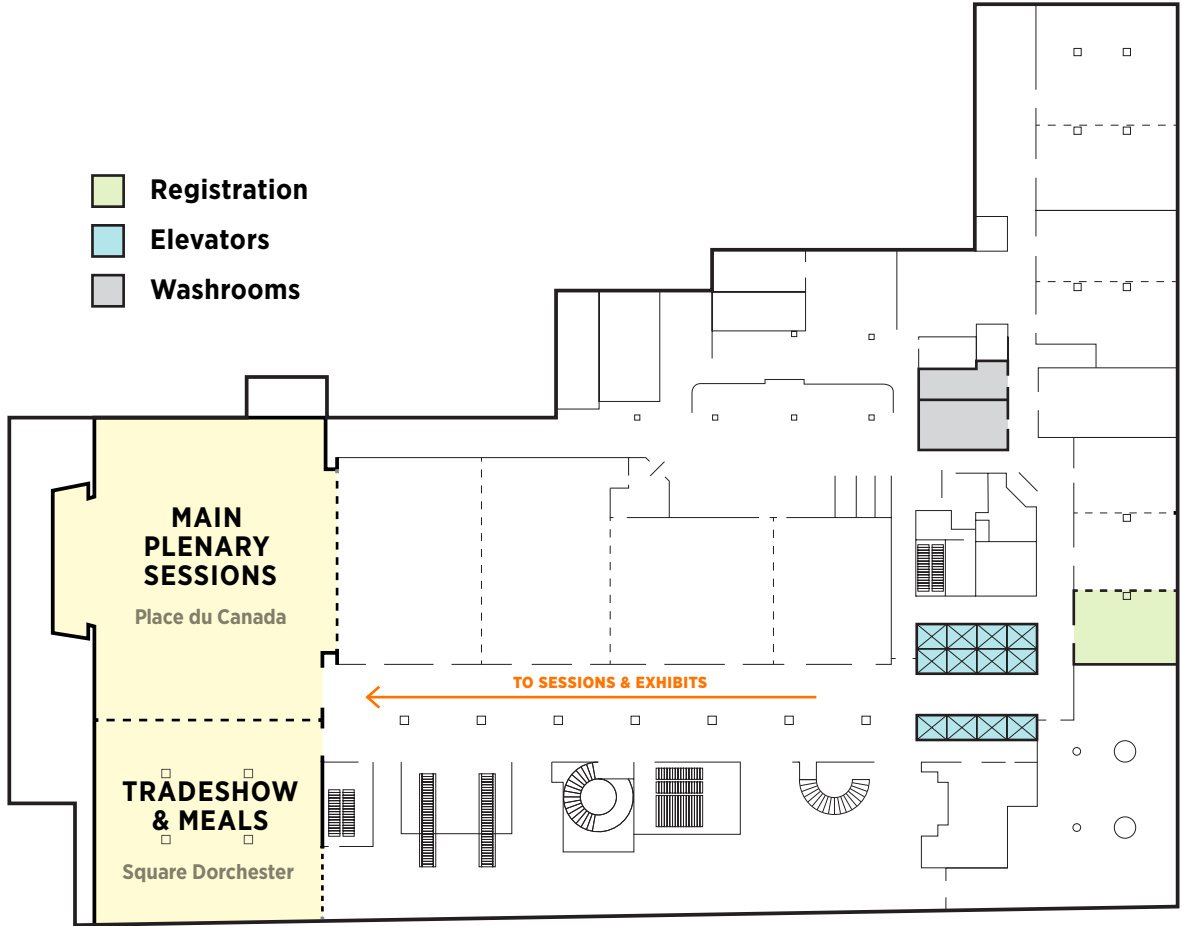 Registration
Elevators
Washrooms
MAIN
PLENARY
SESSIONS
Place du Canada
TO SESSIONS & EXHIBITS
TRADESHOW
& MEALS
Square Dorchester